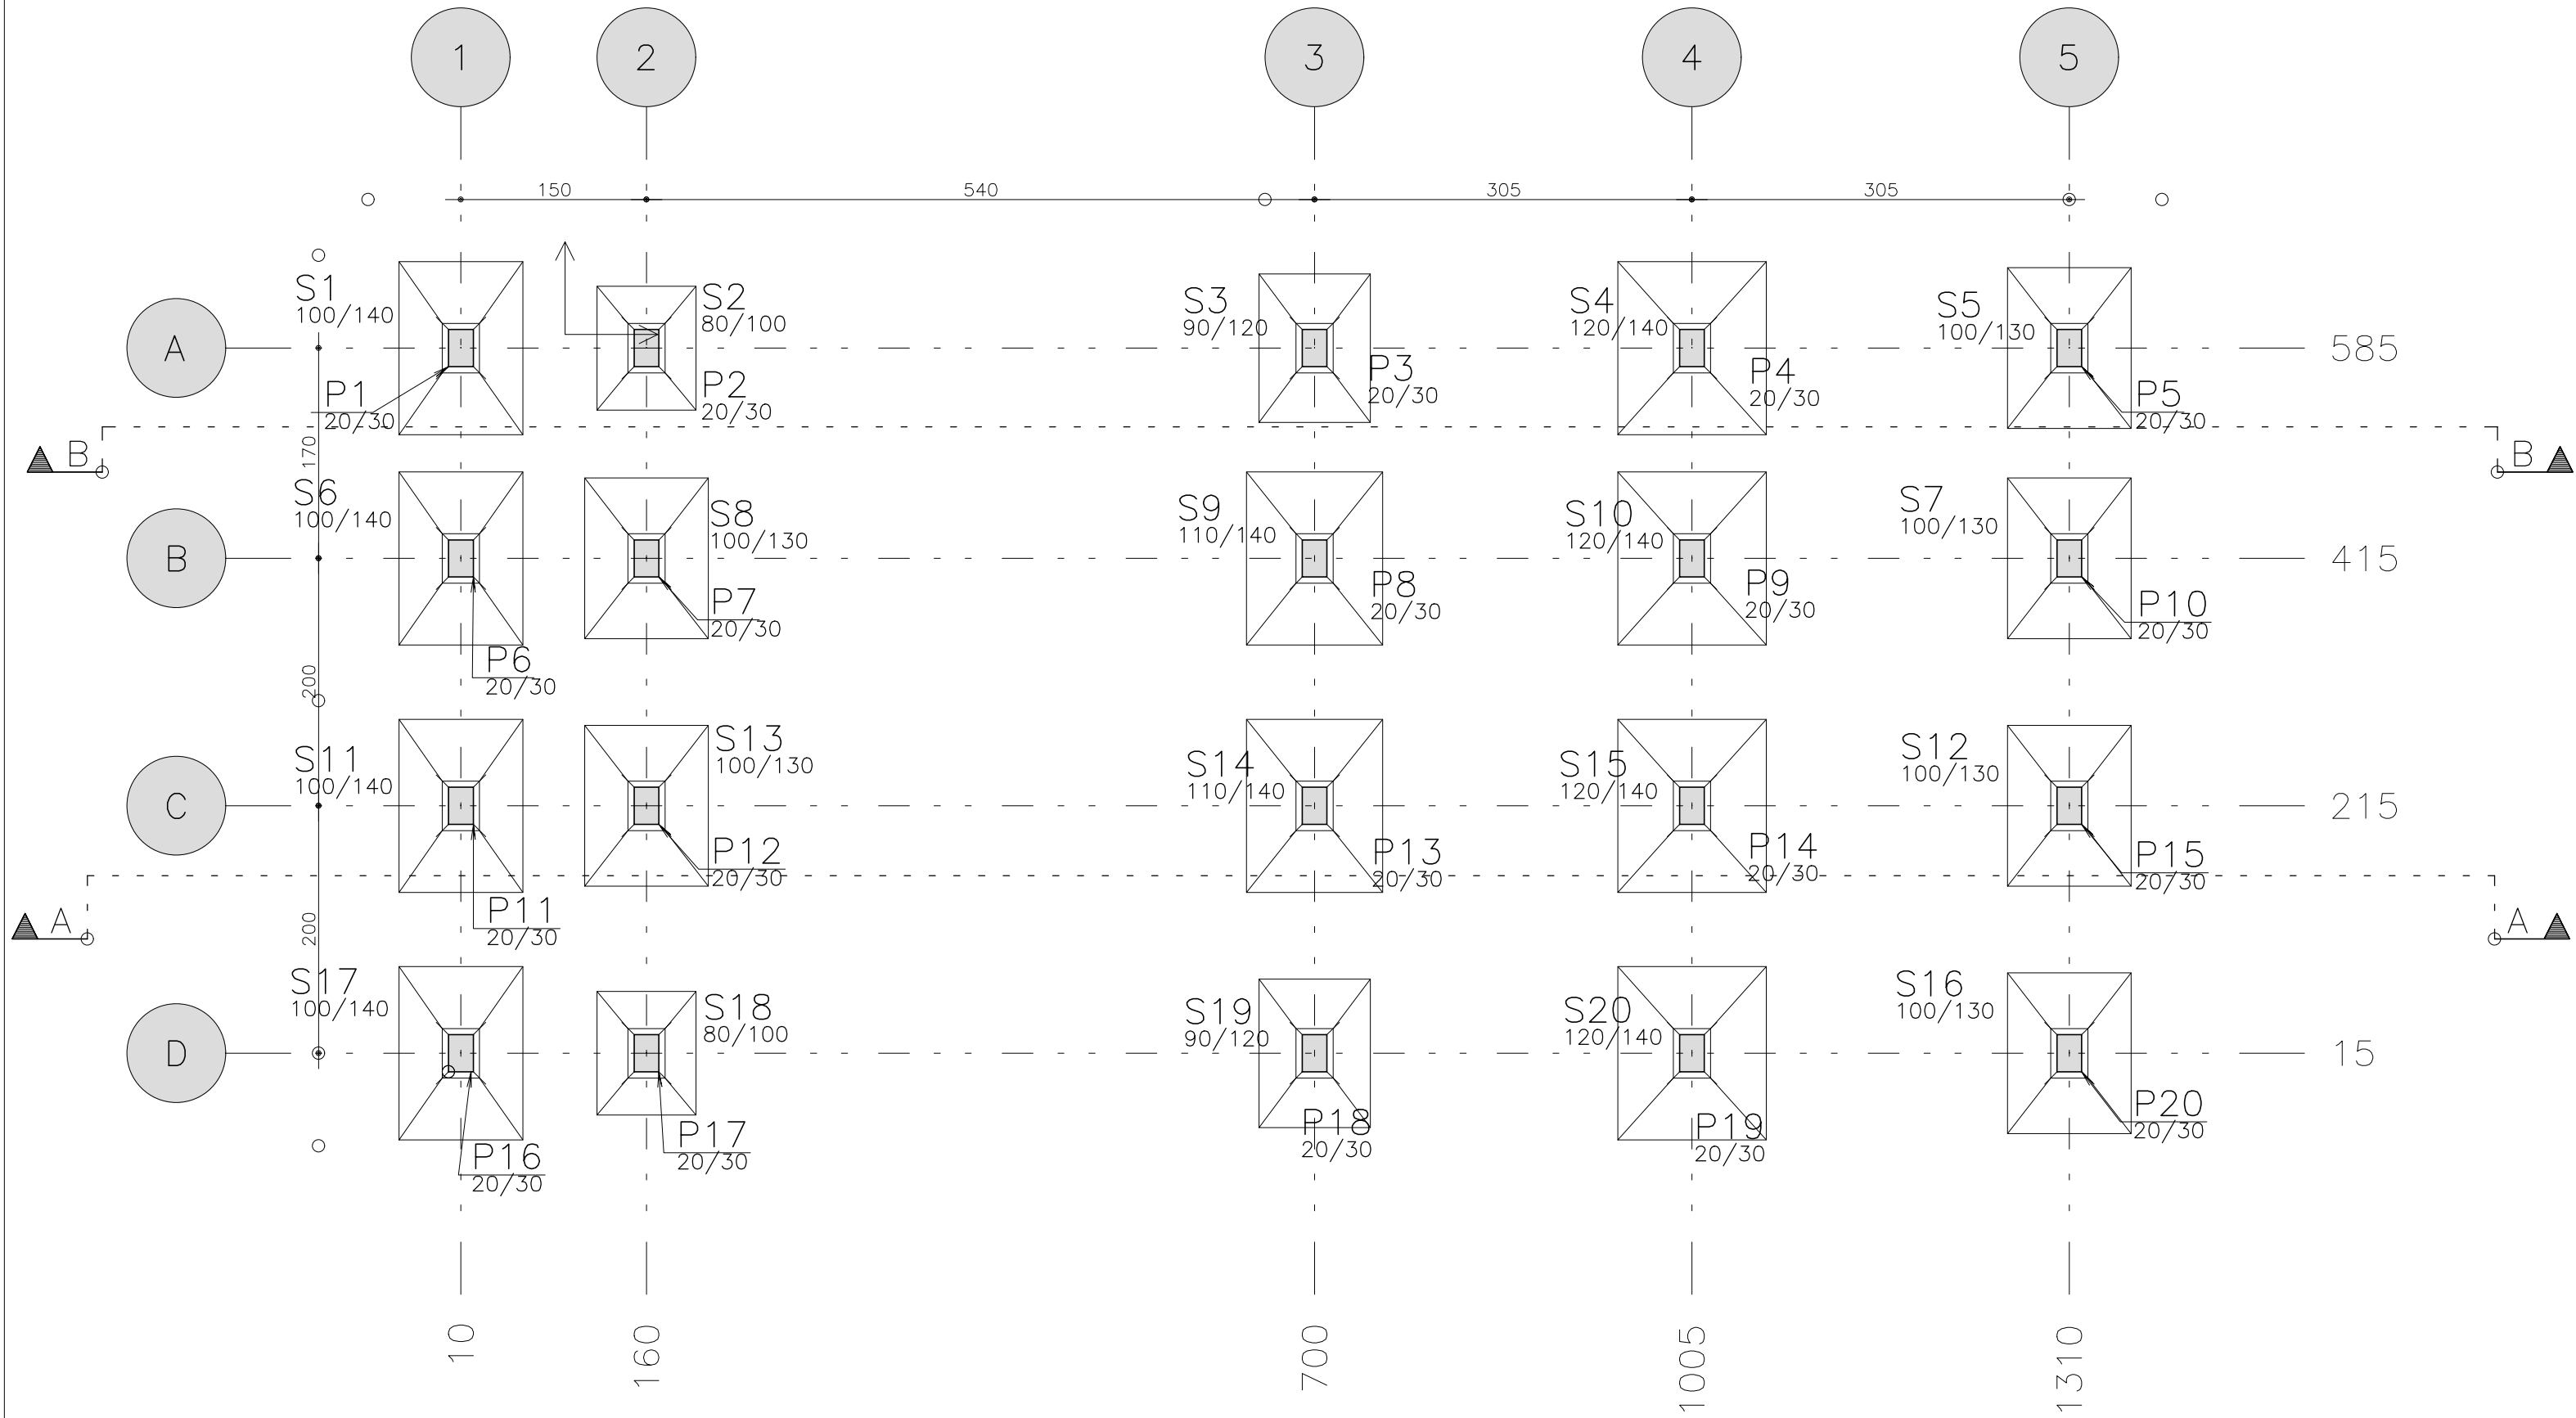 1
2
3
4
5
150
540
305
305
S1
100/140
S2
80/100
S3
90/120
S4
120/140
S5
100/130
A
585
P1
20/30
P2
20/30
P3
20/30
P4
20/30
P5
20/30
170
B
B
S6
100/140
S8
100/130
S9
110/140
S10
120/140
S7
100/130
B
415
P6
20/30
P7
20/30
P8
20/30
P9
20/30
P10
20/30
200
S11
100/140
S13
100/130
S14
110/140
S15
120/140
S12
100/130
C
215
P11
20/30
P12
20/30
P13
20/30
P14
20/30
P15
20/30
200
A
A
S17
100/140
S18
80/100
S19
90/120
S20
120/140
S16
100/130
D
15
P16
20/30
P17
20/30
P18
20/30
P19
20/30
P20
20/30
10
160
700
1005
1310